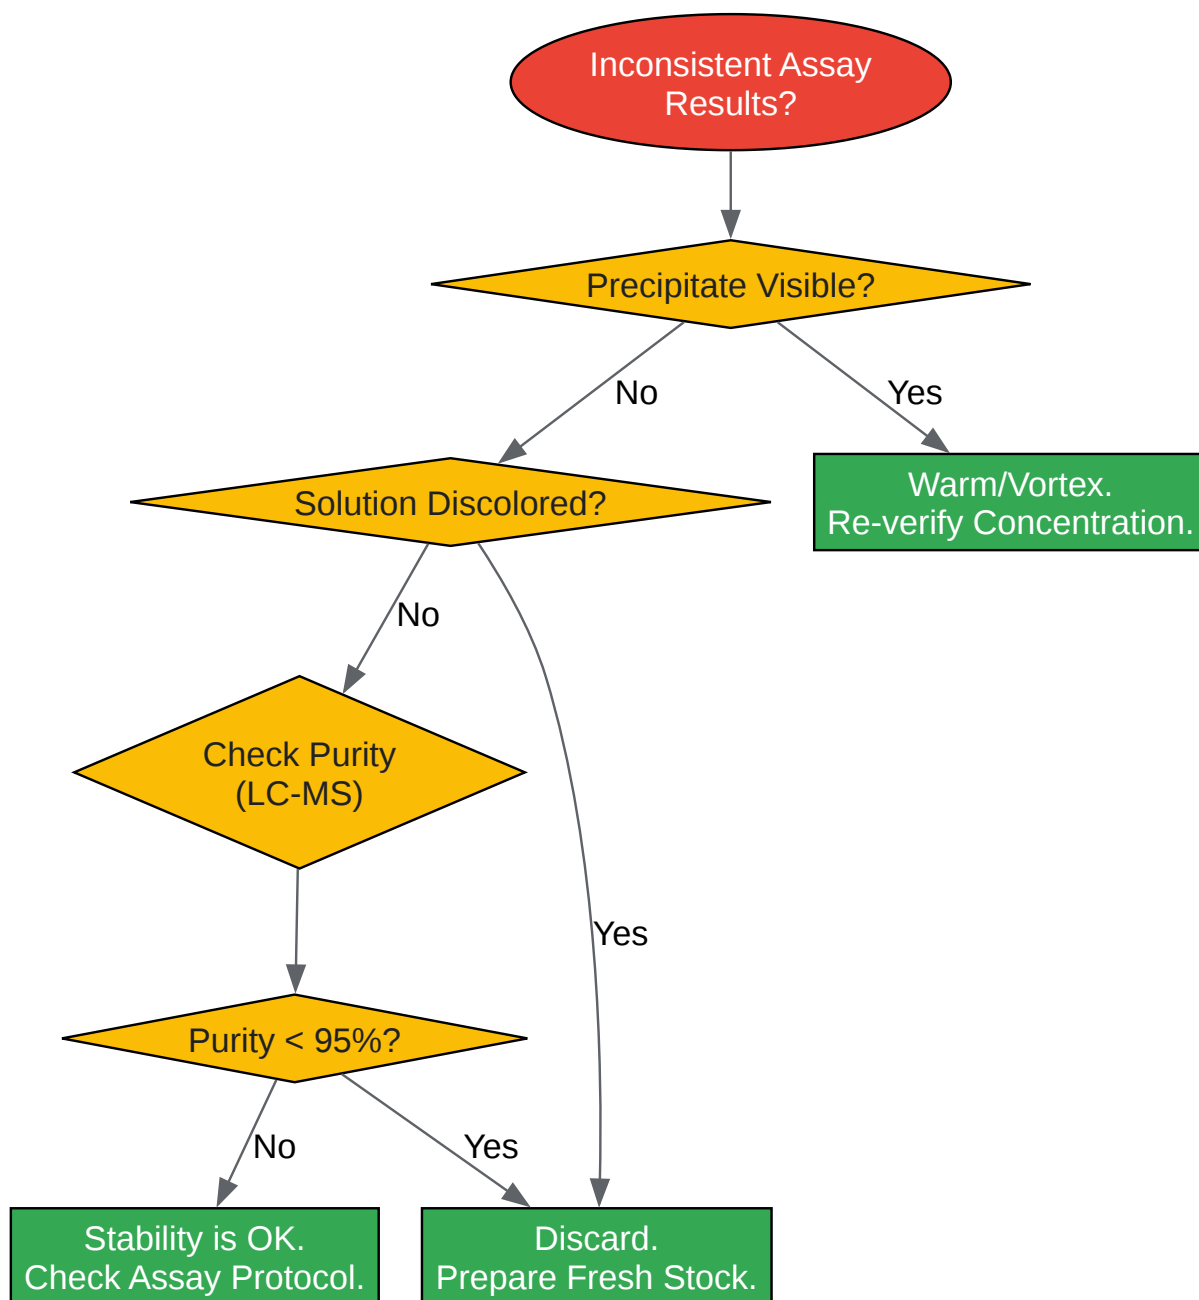 Inconsistent Assay
Results?
Precipitate Visible?
No
Yes
Solution Discolored?
Warm/Vortex.
Re-verify Concentration.
No
Check Purity
(LC-MS)
Yes
Purity < 95%?
No
Yes
Stability is OK.
Check Assay Protocol.
Discard.
Prepare Fresh Stock.